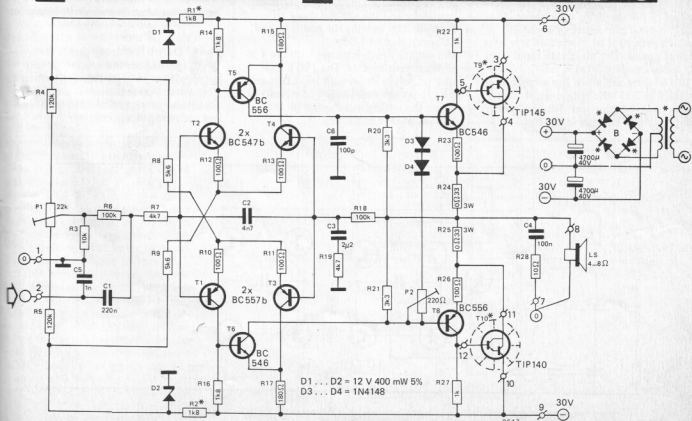 R1*
1k8
30V
6
D1
R14
1k8
R15
180Ω
R22
1k
T9*
3
T5
BC
556
5
TIP145
R4
120k
T7
4
T2
2x
BC547b
T4
C6
100p
R20
3k3
D3
D4
BC546
R23
100Ω
30V
B
*
4700µ
40V
0
4700µ
40V
30V
R8
5k6
R12
100Ω
R13
100Ω
R24
0Ω33
3W
P1
22k
R6
100k
R7
4k7
C2
4n7
R18
100k
R3
10k
C3
2µ2
R25
0Ω33
3W
C4
100n
8
LS
4...8Ω
0
1
R9
5k6
R10
100Ω
R11
100Ω
R19
4k7
R28
10Ω
C5
1n
2
C1
220n
T1
2x
BC557b
T3
R21
3k3
P2
220Ω
R26
100Ω
BC556
T8
7
0
11
T10*
R5
120k
T6
BC
546
12
TIP140
10
D2
R16
1k8
R17
180Ω
D1 . . . D2 = 12 V 400 mW 5%
D3 . . . D4 = 1N4148
R27
1k
R2*
1k8
9
30V